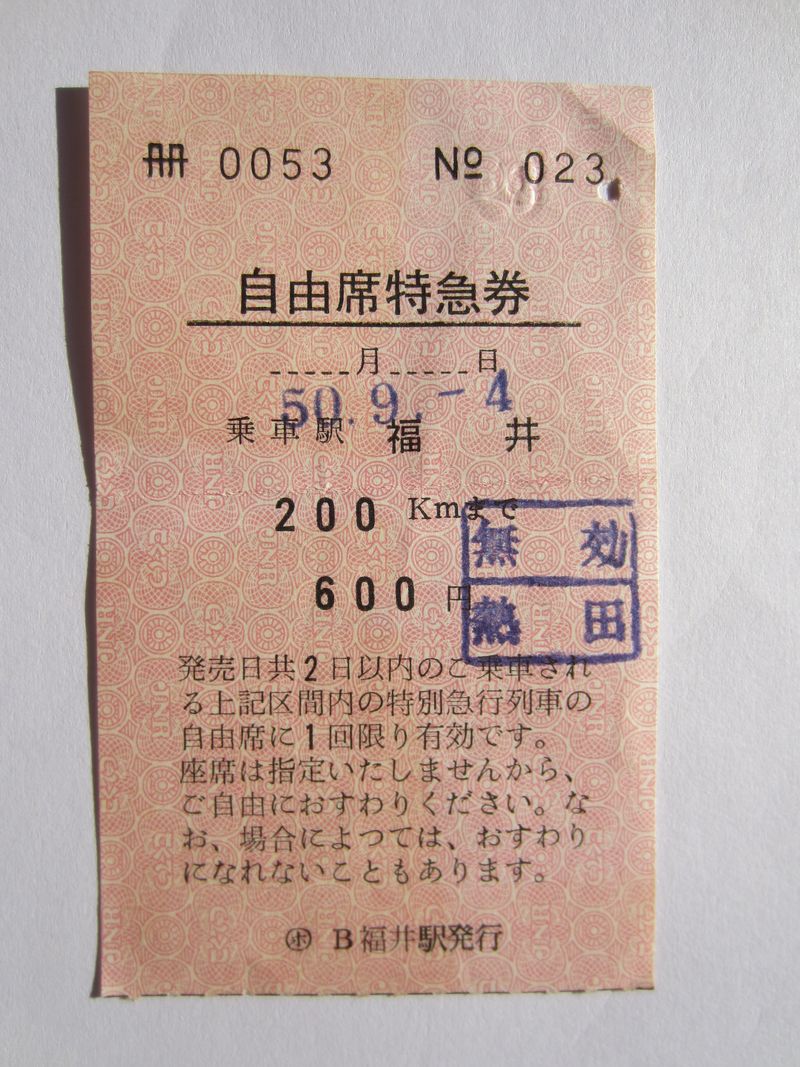 冊 0053 No 023
自由席特急券
月 日
50.9.-4
乗車駅 福井
200 Kmまで
600 円
無効
熱田
発売日共2日以内のご乗車され
る上記区間内の特別急行列車の
自由席に1回限り有効です。
座席は指定いたしませんから、
ご自由におすわりください。な
お、場合によつては、おすわり
になれないこともあります。
㋭ B福井駅発行